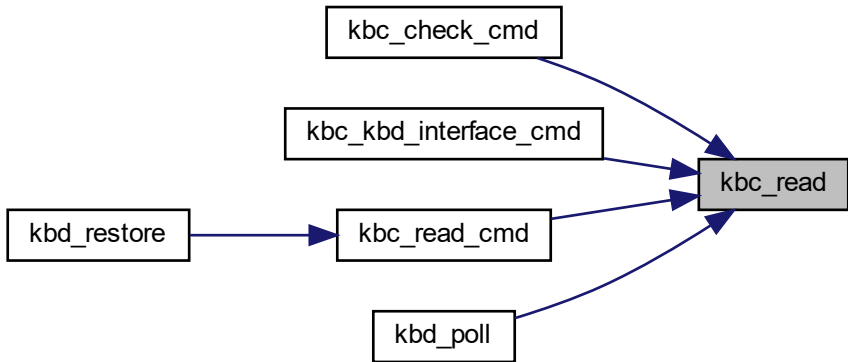 kbc_check_cmd
kbc_kbd_interface_cmd
kbc_read
kbd_restore
kbc_read_cmd
kbd_poll